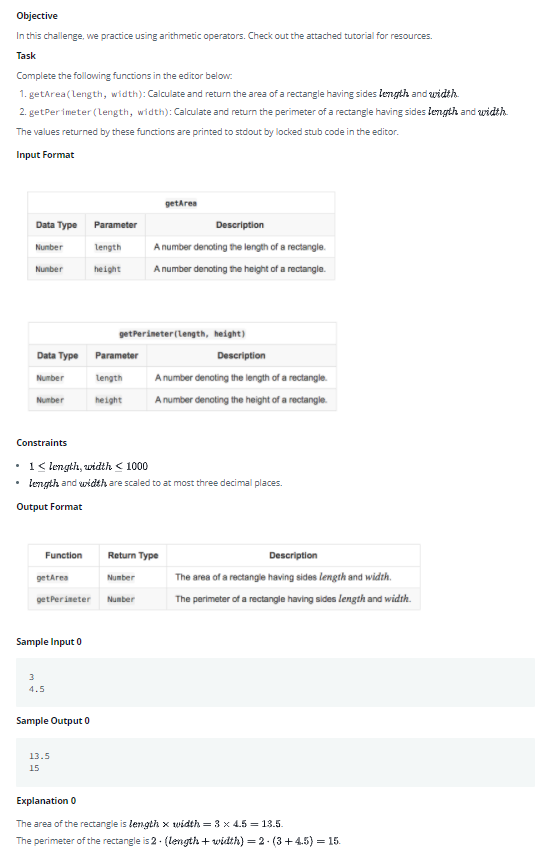 Objective
In this challenge, we practice using arithmetic operators. Check out the attached tutorial for resources.
Task
Complete the following functions in the editor below:
1. getArea(length, width): Calculate and return the area of a rectangle having sides length and width.
2. getPerimeter(length, width): Calculate and return the perimeter of a rectangle having sides length and width.
The values returned by these functions are printed to stdout by locked stub code in the editor.
Input Format
getArea
Data Type Parameter Description
Number length A number denoting the length of a rectangle.
Number height A number denoting the height of a rectangle.
getPerimeter(length, height)
Data Type Parameter Description
Number length A number denoting the length of a rectangle.
Number height A number denoting the height of a rectangle.
Constraints
• 1 ≤ length, width ≤ 1000
• length and width are scaled to at most three decimal places.
Output Format
Function Return Type Description
getArea Number The area of a rectangle having sides length and width.
getPerimeter Number The perimeter of a rectangle having sides length and width.
Sample Input 0
3
4.5
Sample Output 0
13.5
15
Explanation 0
The area of the rectangle is length × width = 3 × 4.5 = 13.5.
The perimeter of the rectangle is 2 · (length + width) = 2 · (3 + 4.5) = 15.